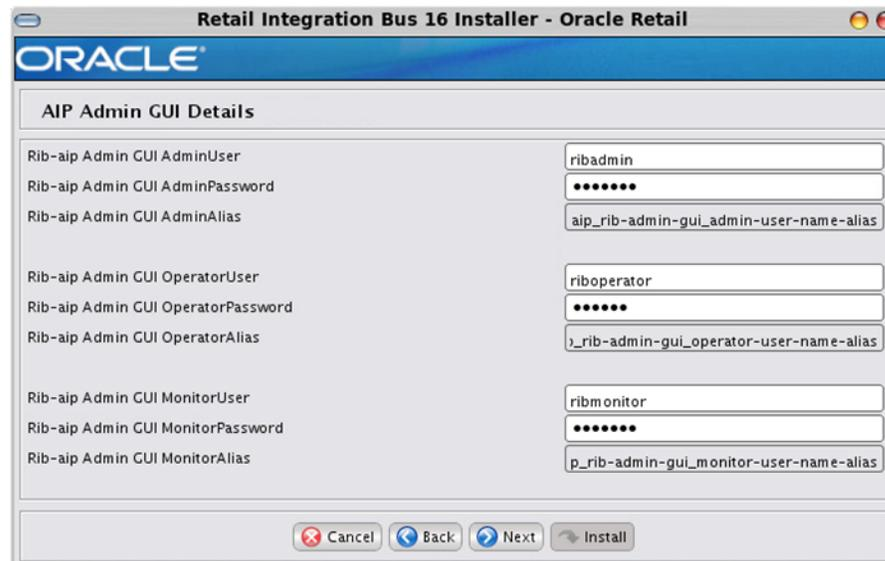 Retail Integration Bus 16 Installer - Oracle Retail
ORACLE®
AIP Admin GUI Details
Rib-aip Admin GUI AdminUser ribadmin
Rib-aip Admin GUI AdminPassword •••••••
Rib-aip Admin GUI AdminAlias aip_rib-admin-gui_admin-user-name-alias
Rib-aip Admin GUI OperatorUser riboperator
Rib-aip Admin GUI OperatorPassword ••••••
Rib-aip Admin GUI OperatorAlias _rib-admin-gui_operator-user-name-alias
Rib-aip Admin GUI MonitorUser ribmonitor
Rib-aip Admin GUI MonitorPassword •••••••
Rib-aip Admin GUI MonitorAlias p_rib-admin-gui_monitor-user-name-alias
Cancel Back Next Install